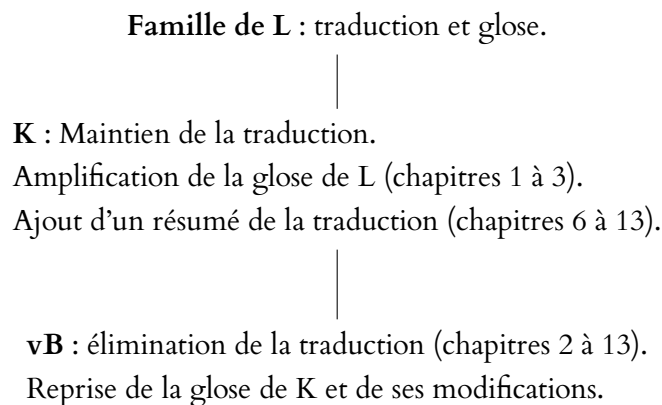 Famille de L : traduction et glose.
K : Maintien de la traduction.
Amplification de la glose de L (chapitres 1 à 3).
Ajout d'un résumé de la traduction (chapitres 6 à 13).
vB : élimination de la traduction (chapitres 2 à 13).
Reprise de la glose de K et de ses modifications.